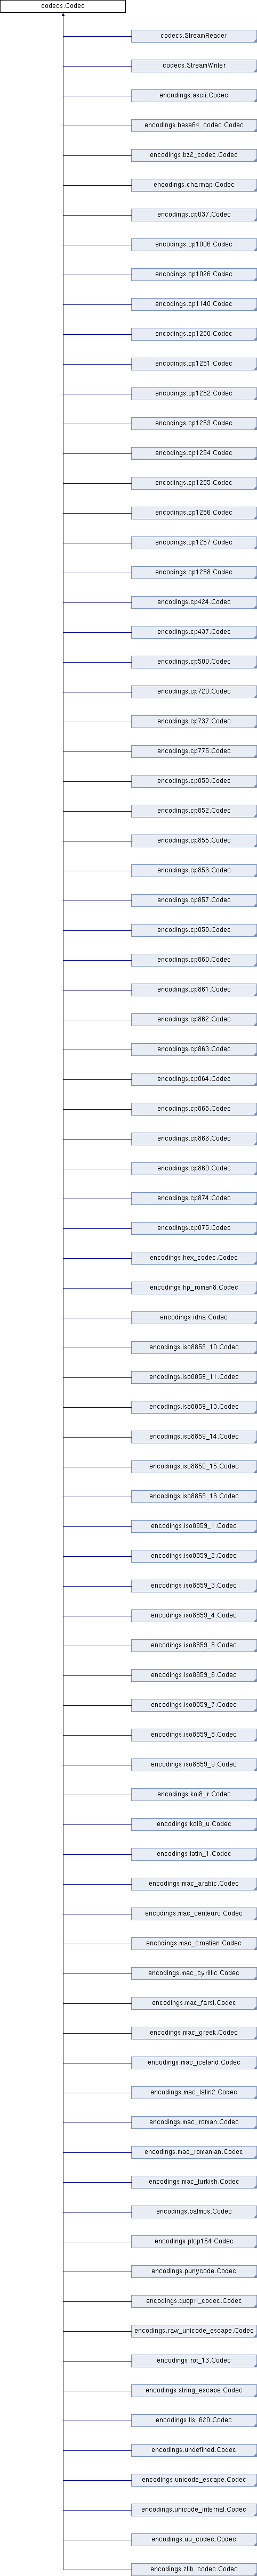 codecs.Codec
codecs.StreamReader
codecs.StreamWriter
encodings.ascii.Codec
encodings.base64_codec.Codec
encodings.bz2_codec.Codec
encodings.charmap.Codec
encodings.cp037.Codec
encodings.cp1006.Codec
encodings.cp1026.Codec
encodings.cp1140.Codec
encodings.cp1250.Codec
encodings.cp1251.Codec
encodings.cp1252.Codec
encodings.cp1253.Codec
encodings.cp1254.Codec
encodings.cp1255.Codec
encodings.cp1256.Codec
encodings.cp1257.Codec
encodings.cp1258.Codec
encodings.cp424.Codec
encodings.cp437.Codec
encodings.cp500.Codec
encodings.cp720.Codec
encodings.cp737.Codec
encodings.cp775.Codec
encodings.cp850.Codec
encodings.cp852.Codec
encodings.cp855.Codec
encodings.cp856.Codec
encodings.cp857.Codec
encodings.cp858.Codec
encodings.cp860.Codec
encodings.cp861.Codec
encodings.cp862.Codec
encodings.cp863.Codec
encodings.cp864.Codec
encodings.cp865.Codec
encodings.cp866.Codec
encodings.cp869.Codec
encodings.cp874.Codec
encodings.cp875.Codec
encodings.hex_codec.Codec
encodings.hp_roman8.Codec
encodings.idna.Codec
encodings.iso8859_10.Codec
encodings.iso8859_11.Codec
encodings.iso8859_13.Codec
encodings.iso8859_14.Codec
encodings.iso8859_15.Codec
encodings.iso8859_16.Codec
encodings.iso8859_1.Codec
encodings.iso8859_2.Codec
encodings.iso8859_3.Codec
encodings.iso8859_4.Codec
encodings.iso8859_5.Codec
encodings.iso8859_6.Codec
encodings.iso8859_7.Codec
encodings.iso8859_8.Codec
encodings.iso8859_9.Codec
encodings.koi8_r.Codec
encodings.koi8_u.Codec
encodings.latin_1.Codec
encodings.mac_arabic.Codec
encodings.mac_centeuro.Codec
encodings.mac_croatian.Codec
encodings.mac_cyrillic.Codec
encodings.mac_farsi.Codec
encodings.mac_greek.Codec
encodings.mac_iceland.Codec
encodings.mac_latin2.Codec
encodings.mac_roman.Codec
encodings.mac_romanian.Codec
encodings.mac_turkish.Codec
encodings.palmos.Codec
encodings.ptcp154.Codec
encodings.punycode.Codec
encodings.quopri_codec.Codec
encodings.raw_unicode_escape.Codec
encodings.rot_13.Codec
encodings.string_escape.Codec
encodings.tis_620.Codec
encodings.undefined.Codec
encodings.unicode_escape.Codec
encodings.unicode_internal.Codec
encodings.uu_codec.Codec
encodings.zlib_codec.Codec